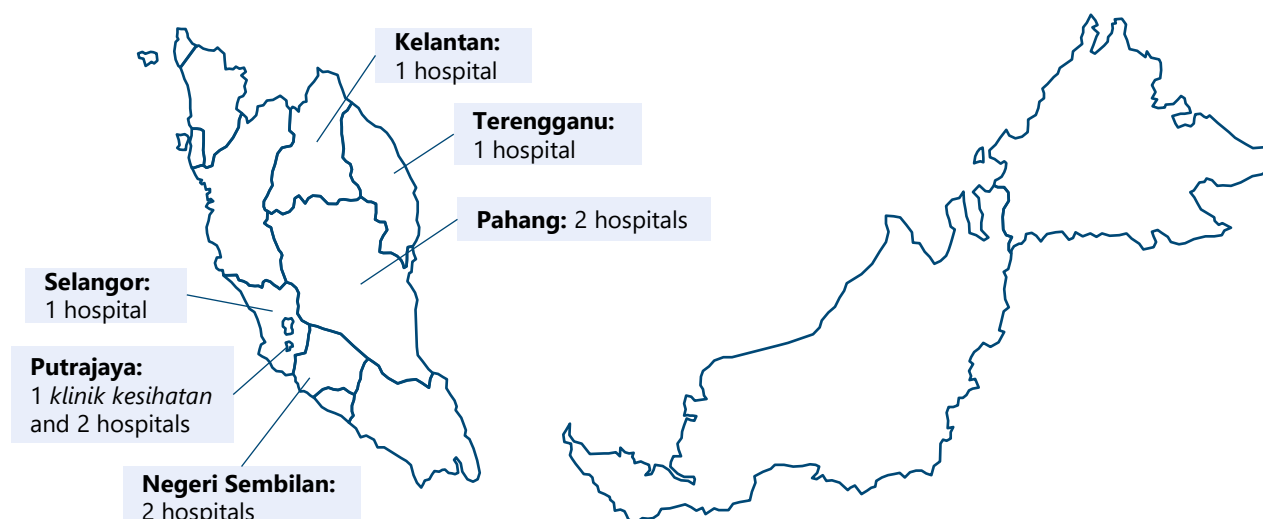 Kelantan:
1 hospital
Terengganu:
1 hospital
Pahang: 2 hospitals
Selangor:
1 hospital
Putrajaya:
1 klinik kesihatan
and 2 hospitals
Negeri Sembilan:
2 hospitals